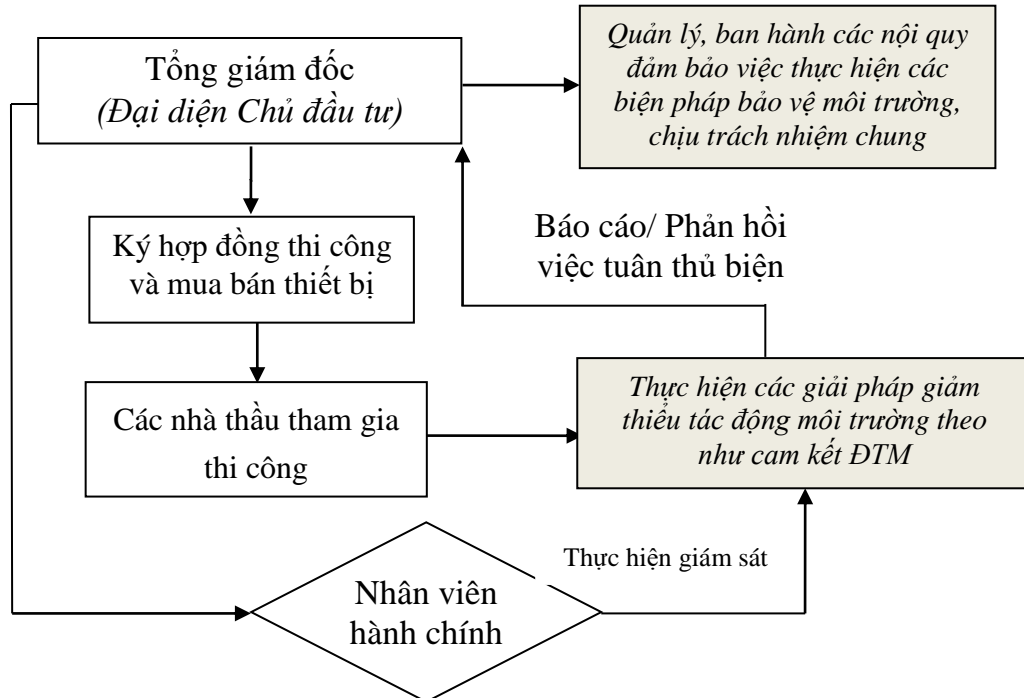 Tổng giám đốc
(Đại diện Chủ đầu tư)
Quản lý, ban hành các nội quy
đảm bảo việc thực hiện các
biện pháp bảo vệ môi trường,
chịu trách nhiệm chung
Ký hợp đồng thi công
và mua bán thiết bị
Báo cáo/ Phản hồi
việc tuân thủ biện
Các nhà thầu tham gia
thi công
Thực hiện các giải pháp giảm
thiểu tác động môi trường theo
như cam kết ĐTM
Thực hiện giám sát
Nhân viên
hành chính